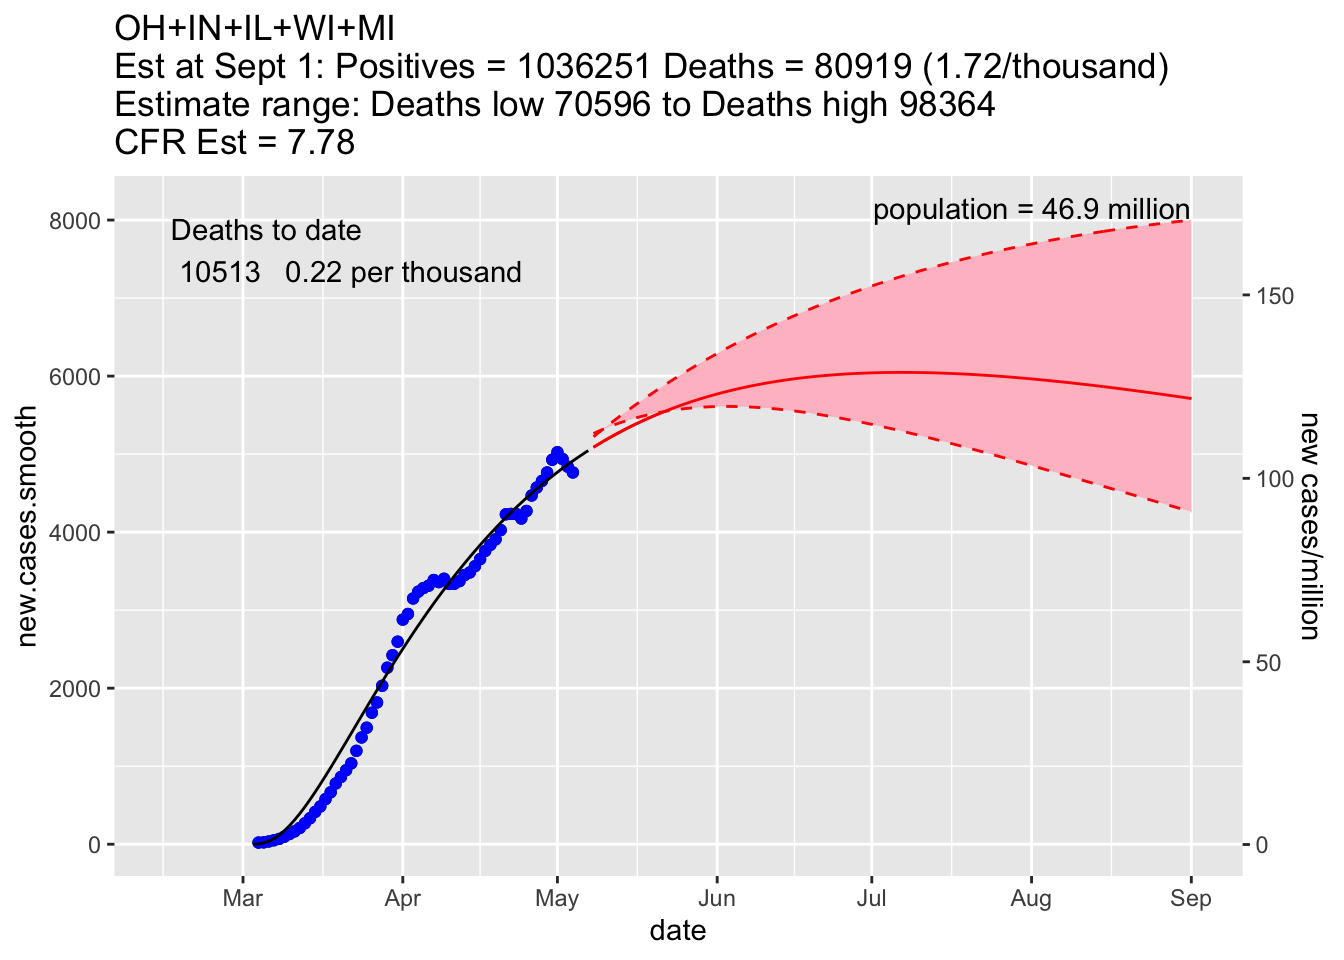 OH+IN+IL+WI+MI
Est at Sept 1: Positives = 1036251 Deaths = 80919 (1.72/thousand)
Estimate range: Deaths low 70596 to Deaths high 98364
CFR Est = 7.78
population = 46.9 million
Deaths to date
10513 0.22 per thousand
8000
6000
4000
2000
0
new.cases.smooth
150
100
50
0
new cases/million
Mar Apr May Jun Jul Aug Sep
date